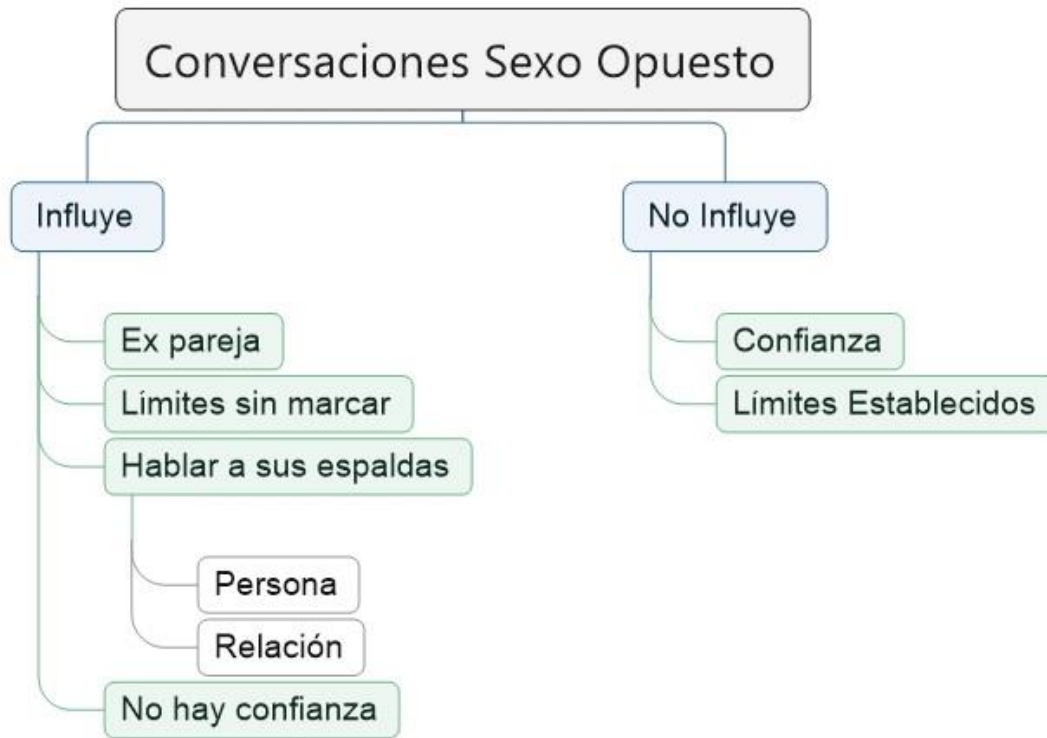 Conversaciones Sexo Opuesto
Influye
Ex pareja
Límites sin marcar
Hablar a sus espaldas
Persona
Relación
No hay confianza
No Influye
Confianza
Límites Establecidos